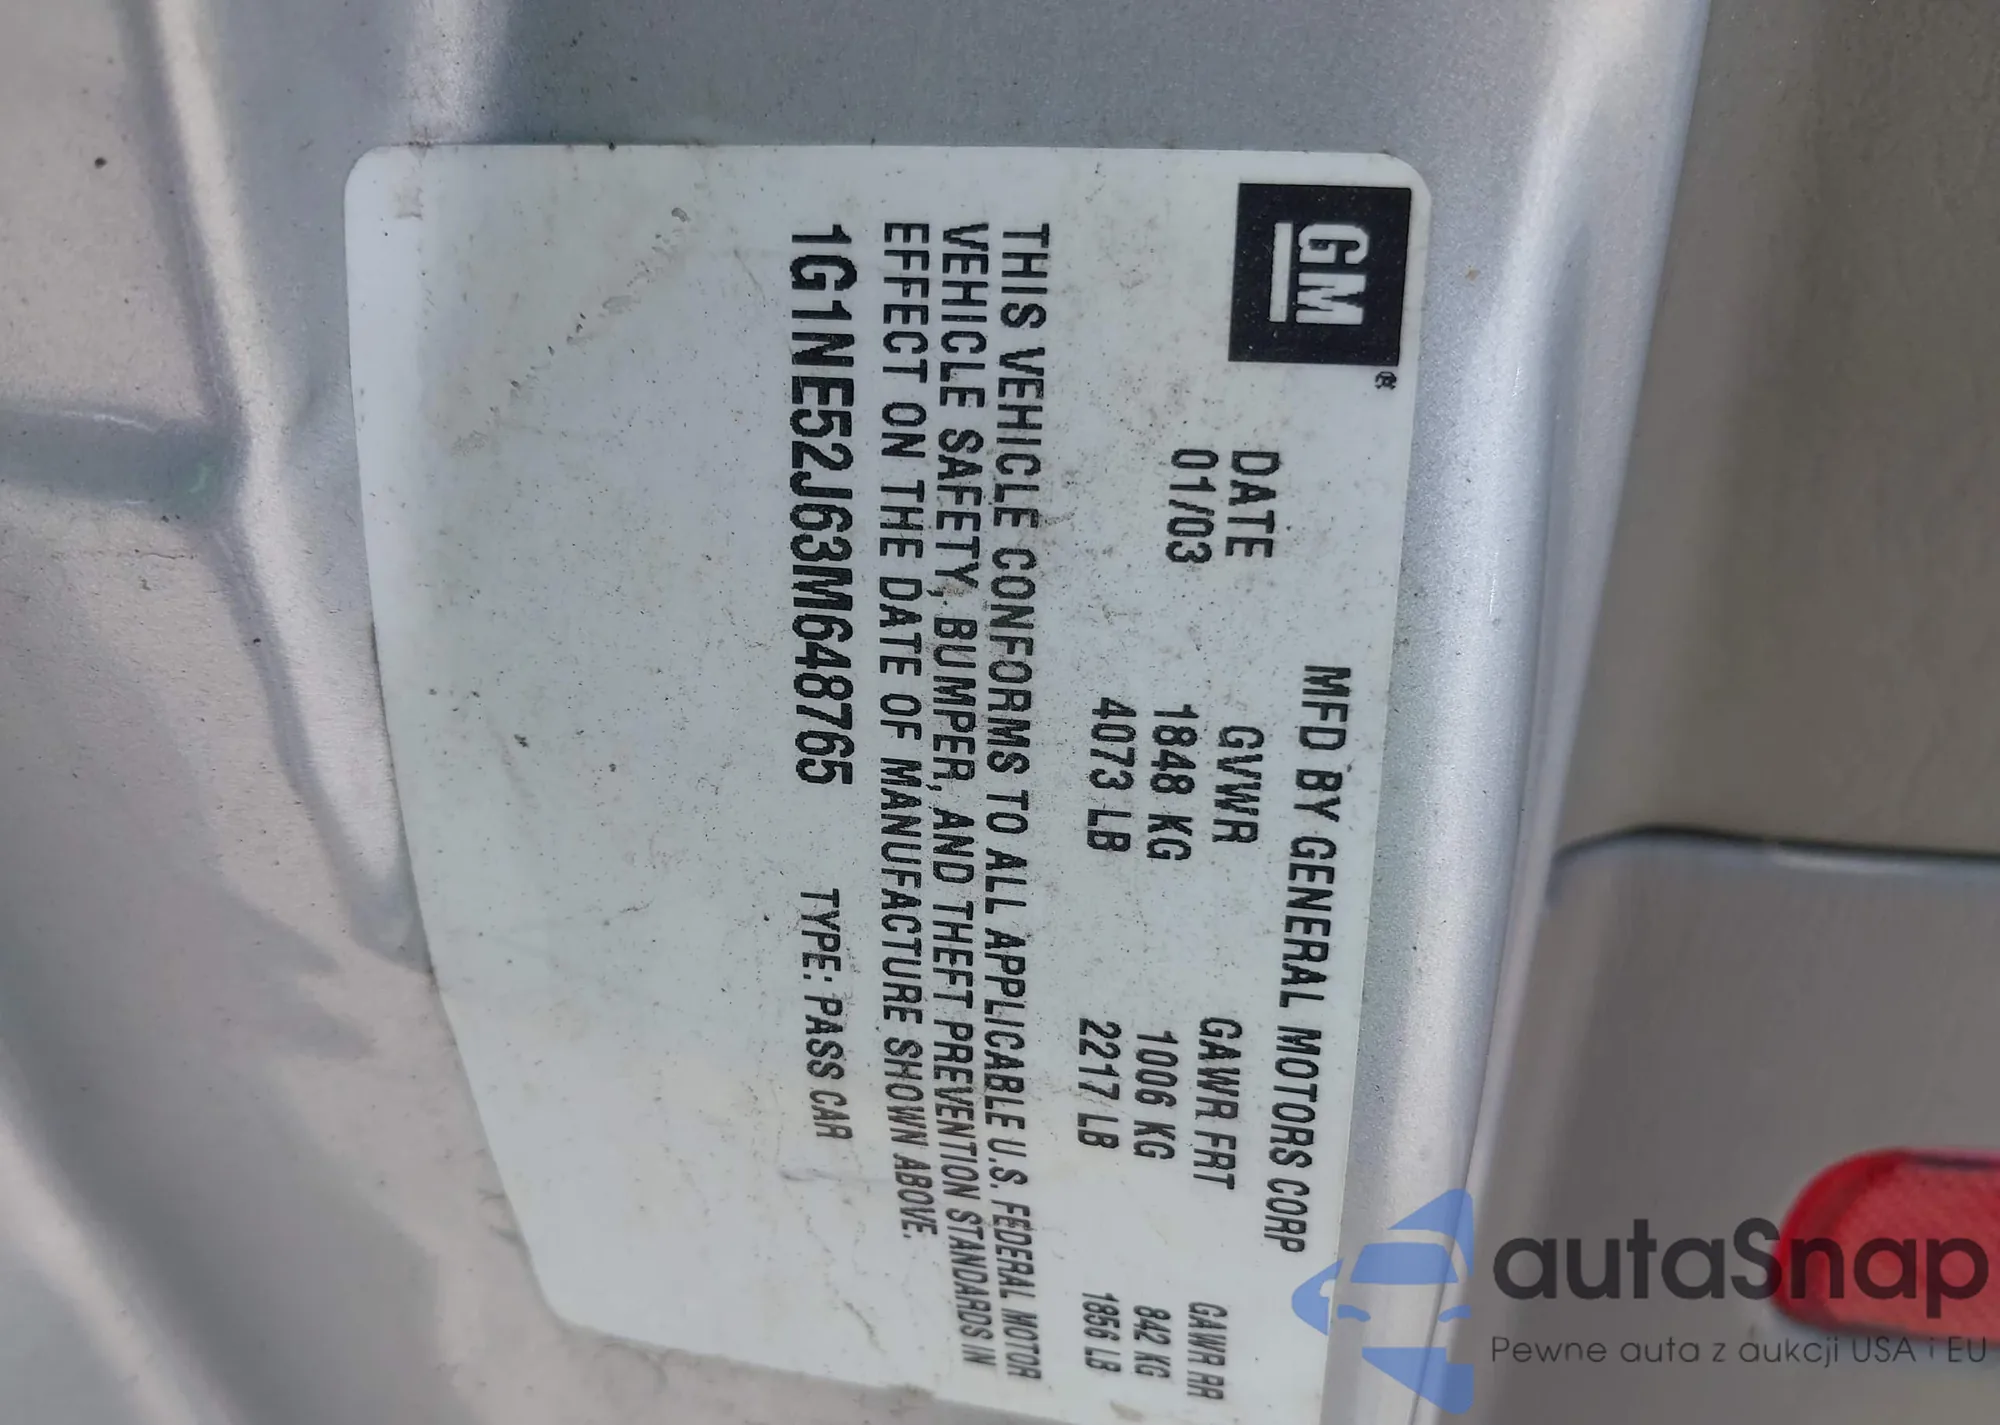 GM®
MFD BY GENERAL MOTORS CORP
DATE GVWR GAWR FRT GAWR RR
01/03 1848 KG 1006 KG 842 KG
4073 LB 2217 LB 1856 LB
THIS VEHICLE CONFORMS TO ALL APPLICABLE U.S. FEDERAL MOTOR
VEHICLE SAFETY, BUMPER, AND THEFT PREVENTION STANDARDS IN
EFFECT ON THE DATE OF MANUFACTURE SHOWN ABOVE.
1G1NE52J63M648765 TYPE: PASS CAR
autaSnap
Pewne auta z aukcji USA i EU